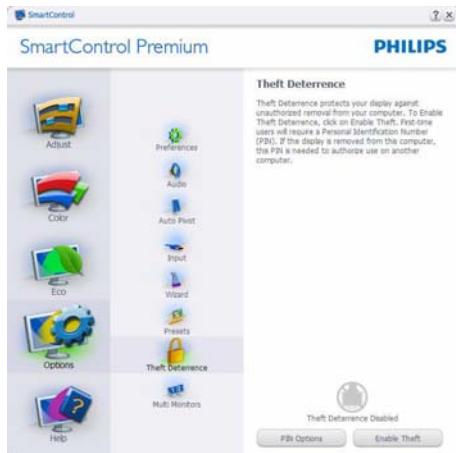 SmartControl
? x
SmartControl Premium
PHILIPS
Adjust
Color
Eco
Options
Help
Preferences
Audio
Auto Pivot
Input
Wizard
Presets
Theft Deterrence
Multi Monitors
Theft Deterrence
Theft Deterrence protects your display against
unauthorized removal from your computer. To Enable
Theft Deterrence, click on Enable Theft. First-time
users will require a Personal Identification Number
(PIN). If the display is removed from this computer,
this PIN is needed to authorize use on another
computer.
Theft Deterrence Disabled
PIN Options
Enable Theft